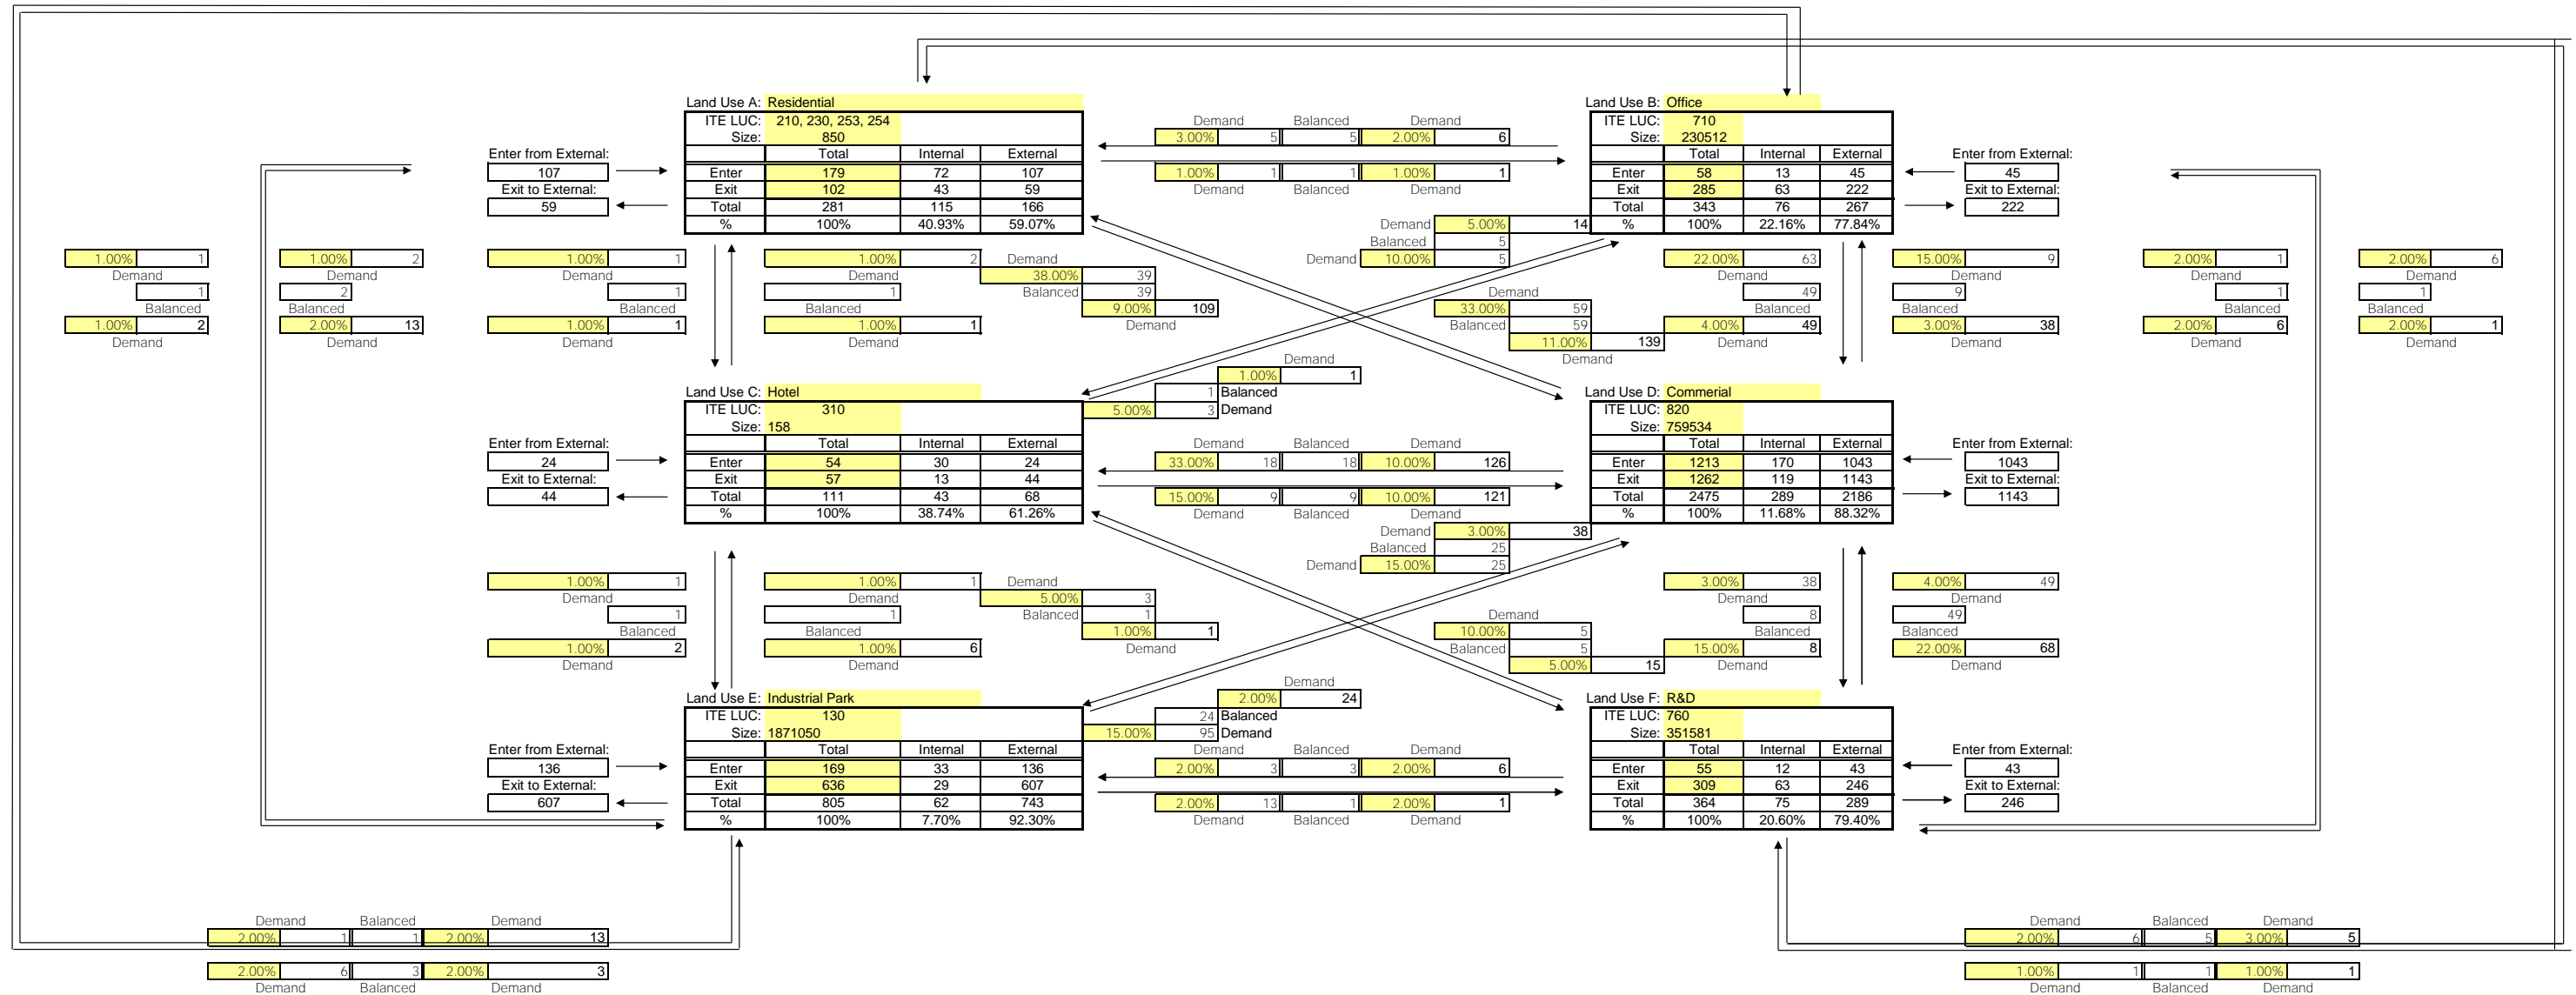 Land Use A: Residential
Land Use B: Office
ITE LUC: 210, 230, 253, 254
Demand Balanced Demand
ITE LUC: 710
Size: 850
3.00% 5 5 2.00% 6
Size: 230512
Enter from External: Total Internal External
Total Internal External Enter from External:
107 Enter 179 72 107
1.00% 1 1 1.00% 1
Enter 58 13 45 45
Exit to External: Exit 102 43 59
Demand Balanced Demand
Exit 285 63 222 Exit to External:
59 Total 281 115 166
Total 343 76 267 222
% 100% 40.93% 59.07%
Demand 5.00% 14
% 100% 22.16% 77.84%
Balanced 5
Demand 10.00% 5
1.00% 1 1.00% 2 1.00% 1 1.00% 2 Demand
22.00% 63 15.00% 9 2.00% 1 2.00% 6
Demand Demand Demand Demand 38.00% 39
Demand Demand Demand Demand
1 2 1 1 Balanced 39
Demand 49 9 1 1
Balanced Balanced Balanced Balanced 9.00% 109
33.00% 59 Balanced Balanced Balanced Balanced
1.00% 2 2.00% 13 1.00% 1 1.00% 1 Demand
Balanced 59 4.00% 49 3.00% 38 2.00% 6 2.00% 1
Demand Demand Demand Demand
11.00% 139 Demand Demand Demand Demand
Demand
Demand
1.00% 1
Land Use C: Hotel
1 Balanced
Land Use D: Commerial
ITE LUC: 310
5.00% 3 Demand
ITE LUC: 820
Size: 158
Size: 759534
Enter from External: Total Internal External
Demand Balanced Demand
Total Internal External Enter from External:
24 Enter 54 30 24
33.00% 18 18 10.00% 126
Enter 1213 170 1043 1043
Exit to External: Exit 57 13 44
Exit 1262 119 1143 Exit to External:
44 Total 111 43 68
15.00% 9 9 10.00% 121
Total 2475 289 2186 1143
% 100% 38.74% 61.26%
Demand Balanced Demand
% 100% 11.68% 88.32%
Demand 3.00% 38
Balanced 25
Demand 15.00% 25
1.00% 1 1.00% 1 Demand
3.00% 38 4.00% 49
Demand Demand 5.00% 3
Demand Demand
1 1 Balanced 1
Demand 8 49
Balanced Balanced 1.00% 1
10.00% 5 Balanced Balanced
1.00% 2 1.00% 6 Demand
Balanced 5 15.00% 8 22.00% 68
Demand Demand
5.00% 15 Demand Demand
Demand
2.00% 24
Land Use E: Industrial Park
24 Balanced
Land Use F: R&D
ITE LUC: 130
15.00% 95 Demand
ITE LUC: 760
Size: 1871050
Size: 351581
Enter from External: Total Internal External
Demand Balanced Demand
Total Internal External Enter from External:
136 Enter 169 33 136
2.00% 3 3 2.00% 6
Enter 55 12 43 43
Exit to External: Exit 636 29 607
Exit 309 63 246 Exit to External:
607 Total 805 62 743
2.00% 13 1 2.00% 1
Total 364 75 289 246
% 100% 7.70% 92.30%
Demand Balanced Demand
% 100% 20.60% 79.40%
Demand Balanced Demand
Demand Balanced Demand
2.00% 1 1 2.00% 13
2.00% 6 5 3.00% 5
2.00% 6 3 2.00% 3
1.00% 1 1 1.00% 1
Demand Balanced Demand
Demand Balanced Demand